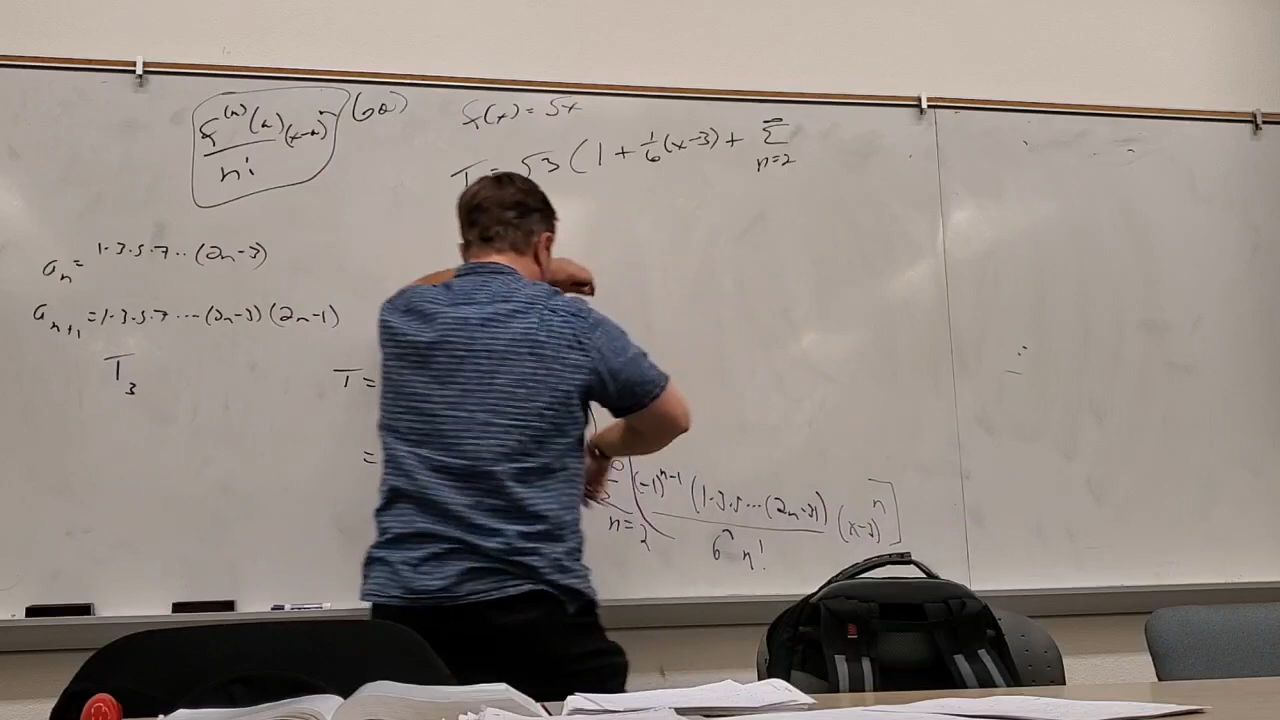 f^(n)(a)/n! (x-a)^n
f(x) = √x
T = √3 (1 + 1/6 (x-3) + Σ n=2 ∞
a_n = 1·3·5·7··(2n-3)
a_n+1 = 1·3·5·7···(2n-3)(2n-1)
T_3
T =
= n=2 (-1)^n-1 (1·3·5···(2n-3)) / 6^n n! (x-3)^n ]